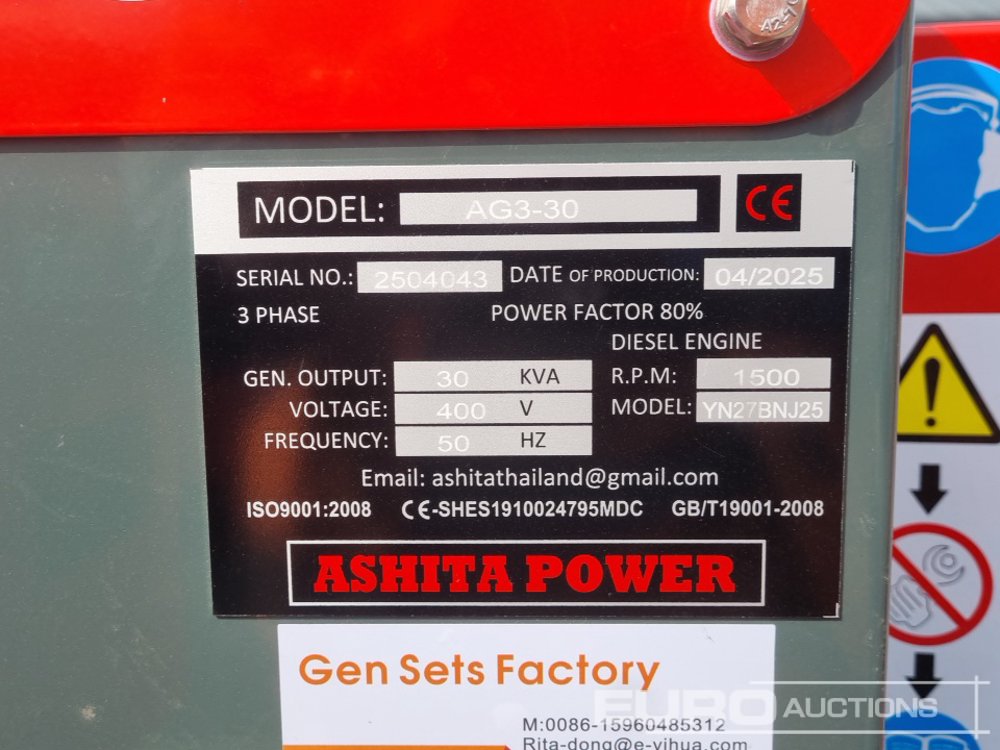 MODEL: AG3-30 CE
SERIAL NO.: 2504043 DATE OF PRODUCTION: 04/2025
3 PHASE POWER FACTOR 80%
DIESEL ENGINE
GEN. OUTPUT: 30 KVA R.P.M: 1500
VOLTAGE: 400 V MODEL: YN27BNJ25
FREQUENCY: 50 HZ
Email: ashitathailand@gmail.com
ISO9001:2008 CE-SHES1910024795MDC GB/T19001-2008
ASHITA POWER
Gen Sets Factory
M:0086-15960485312
Rita-dong@e-yihua.com
EURO AUCTIONS